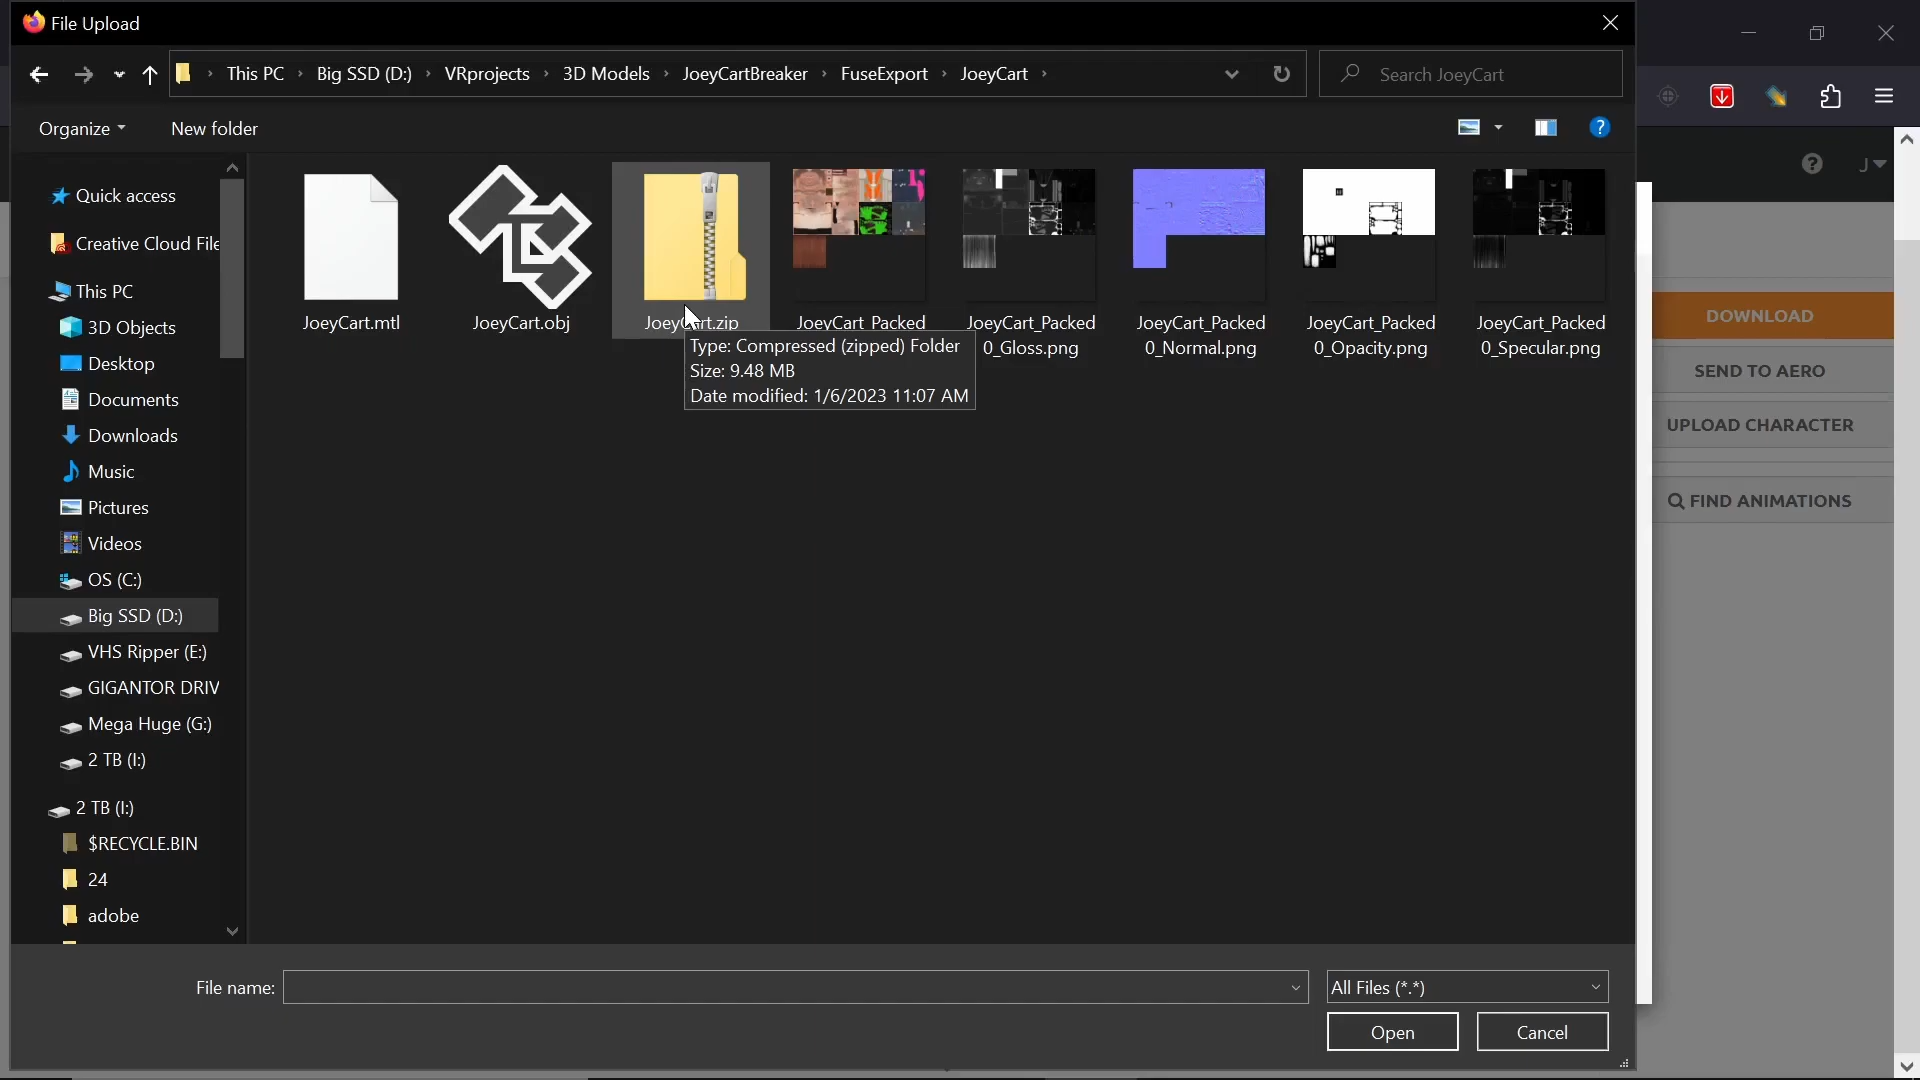 File Upload
This PC
Big SSD (D:)
VRprojects
3D Models
JoeyCartBreaker
FuseExport
JoeyCart
Search JoeyCart
Organize
New folder
?
Quick access
Creative Cloud File
This PC
3D Objects
Desktop
Documents
Downloads
Music
Pictures
Videos
OS (C:)
Big SSD (D:)
VHS Ripper (E:)
GIGANTOR DRIV
Mega Huge (G:)
2 TB (I:)
2 TB (I:)
$RECYCLE.BIN
24
adobe
JoeyCart.mtl
JoeyCart.obj
JoeyCart.zip
JoeyCart_Packed
JoeyCart_Packed
0_Gloss.png
JoeyCart_Packed
0_Normal.png
JoeyCart_Packed
0_Opacity.png
JoeyCart_Packed
0_Specular.png
Type: Compressed (zipped) Folder
Size: 9.48 MB
Date modified: 1/6/2023 11:07 AM
File name:
All Files (*.*)
Open
Cancel
?
J
DOWNLOAD
SEND TO AERO
UPLOAD CHARACTER
FIND ANIMATIONS